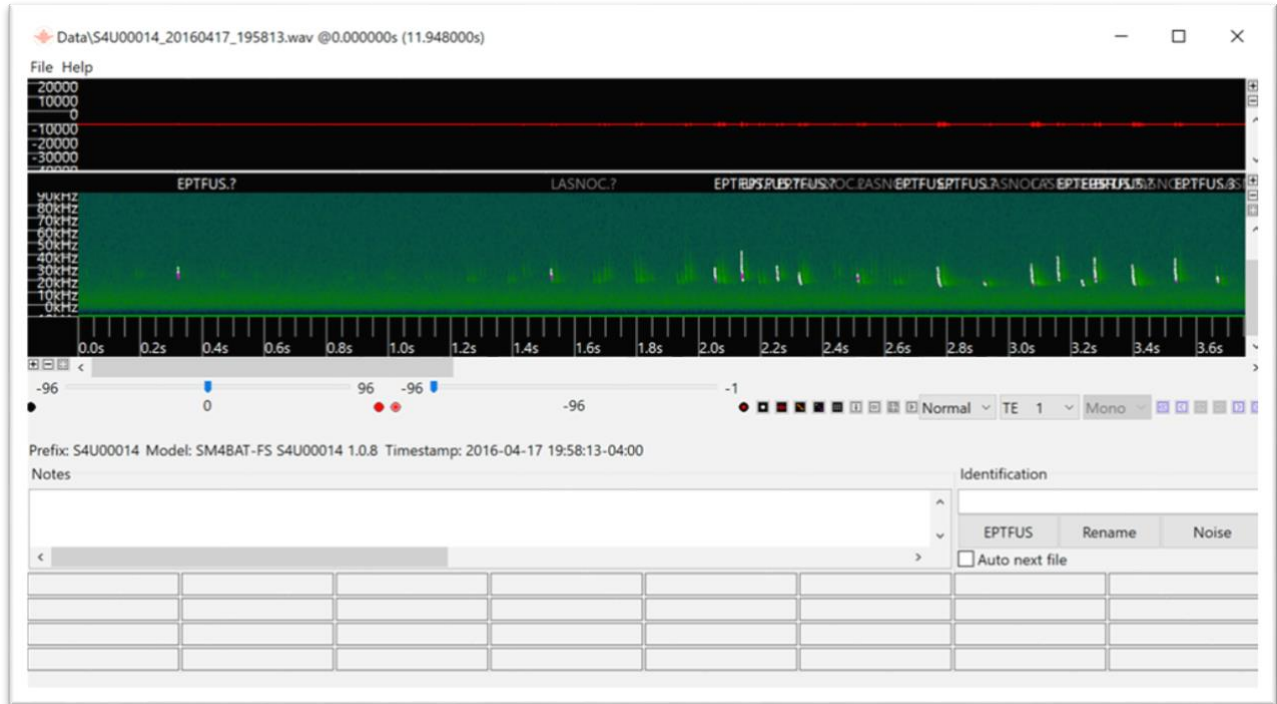 Data\S4U00014_20160417_195813.wav @0.000000s (11.948000s)
File Help
20000
10000
0
-10000
-20000
-30000
EPTFUS.? LASNOC.?
90kHz
80kHz
70kHz
60kHz
50kHz
40kHz
30kHz
20kHz
10kHz
0kHz
0.0s 0.2s 0.4s 0.6s 0.8s 1.0s 1.2s 1.4s 1.6s 1.8s 2.0s 2.2s 2.4s 2.6s 2.8s 3.0s 3.2s 3.4s 3.6s
-96 96 -96 -1
0 -96 Normal TE 1 Mono
Prefix: S4U00014 Model: SM4BAT-FS S4U00014 1.0.8 Timestamp: 2016-04-17 19:58:13-04:00
Notes Identification
EPTFUS Rename Noise
Auto next file